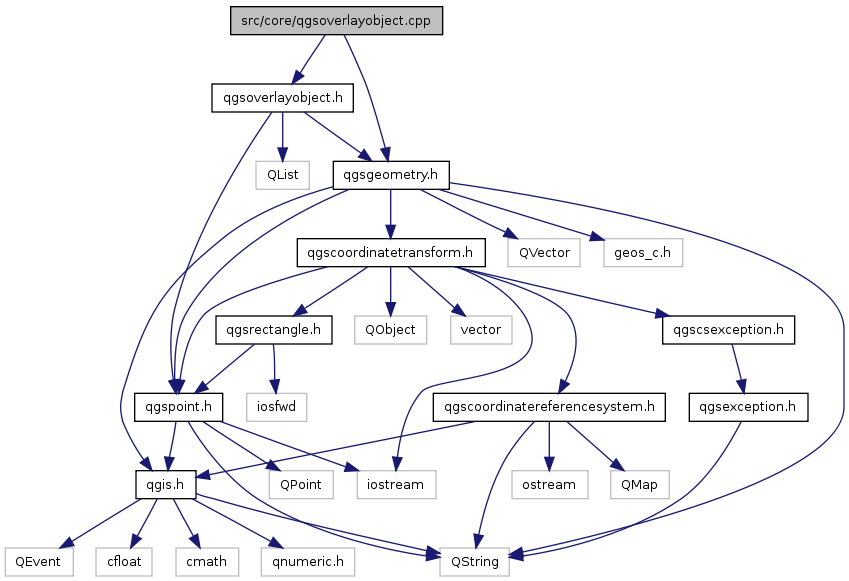 src/core/qgsoverlayobject.cpp
qgsoverlayobject.h
QList
qgsgeometry.h
qgscoordinatetransform.h
QVector
geos_c.h
qgsrectangle.h
QObject
vector
qgscsexception.h
qgspoint.h
iosfwd
qgscoordinatereferencesystem.h
qgsexception.h
qgis.h
QPoint
iostream
ostream
QMap
QEvent
cfloat
cmath
qnumeric.h
QString